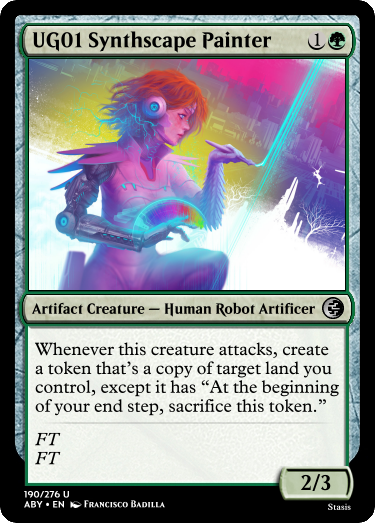 UG01 Synthscape Painter 1
Artifact Creature — Human Robot Artificer
Whenever this creature attacks, create
a token that's a copy of target land you
control, except it has “At the beginning
of your end step, sacrifice this token.”
FT
FT
2/3
190/276 U
ABY • EN Francisco Badilla
Stasis